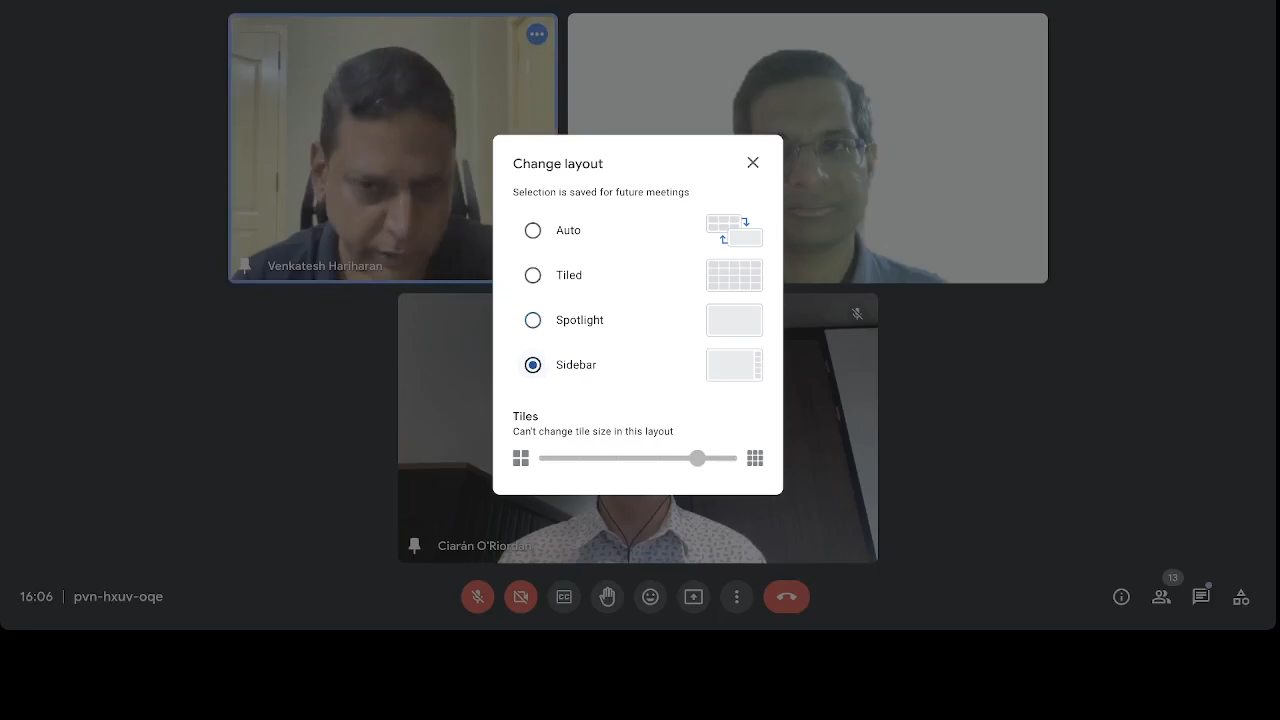 Venkatesh Hariharan
Change layout
Selection is saved for future meetings
Auto
Tiled
Spotlight
Sidebar
Tiles
Can't change tile size in this layout
Ciarán O'Riordan
16:06 | pvn-hxuv-oqe
CC
13